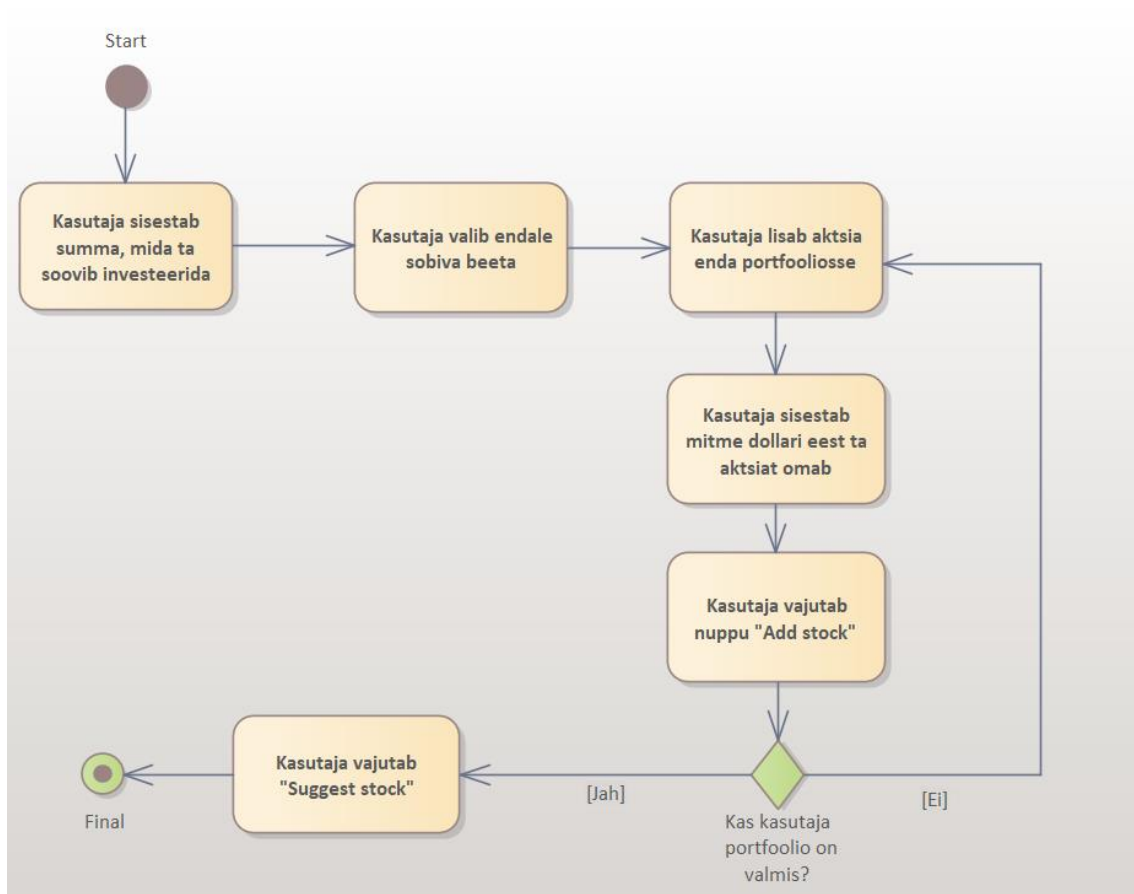 Start
Kasutaja sisestab
summa, mida ta
soovib investeerida
Kasutaja valib endale
sobiva beeta
Kasutaja lisab aktsia
enda portfooliosse
Kasutaja sisestab
mitme dollari eest ta
aktsiat omab
Kasutaja vajutab
nuppu "Add stock"
Kasutaja vajutab
"Suggest stock"
Final
[Jah]
[Ei]
Kas kasutaja
portfoolio on
valmis?